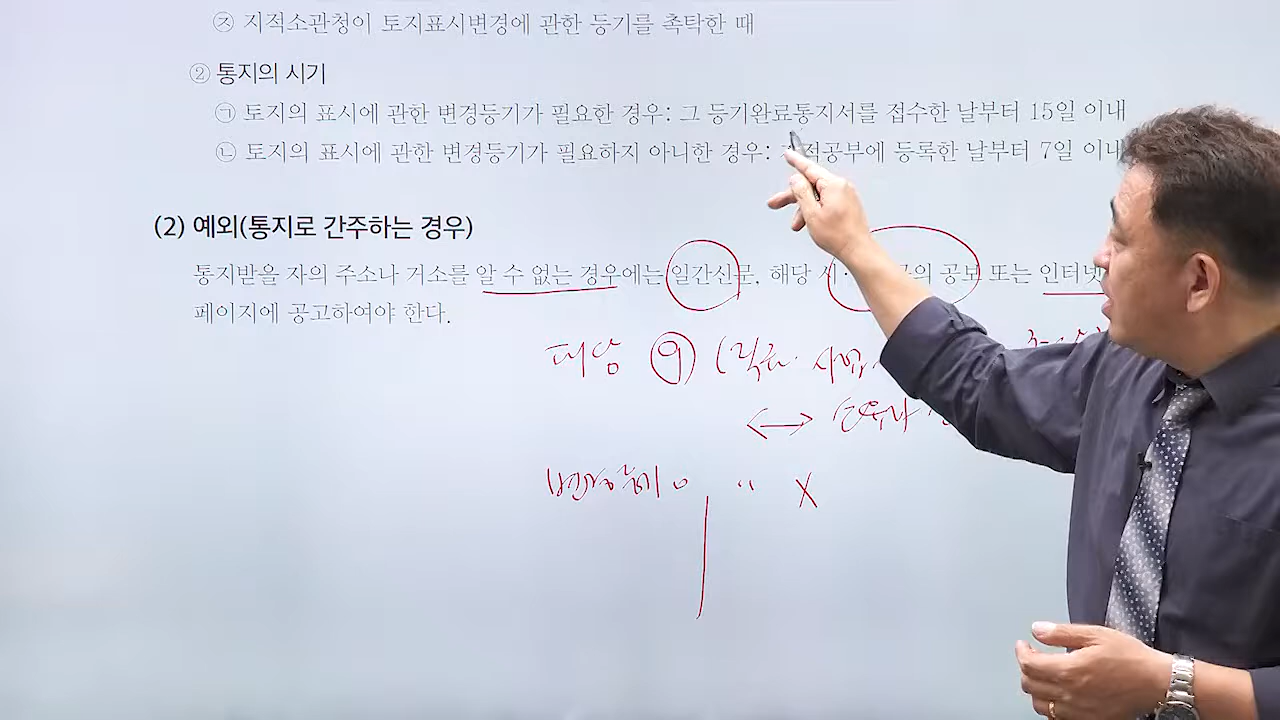 ㉨ 지적소관청이 토지표시변경에 관한 등기를 촉탁한 때
② 통지의 시기
㉠ 토지의 표시에 관한 변경등기가 필요한 경우: 그 등기완료통지서를 접수한 날부터 15일 이내
㉡ 토지의 표시에 관한 변경등기가 필요하지 아니한 경우: 지적공부에 등록한 날부터 7일 이내
(2) 예외(통지로 간주하는 경우)
통지받을 자의 주소나 거소를 알 수 없는 경우에는 일간신문, 해당 시· 의 공보 또는 인터넷
페이지에 공고하여야 한다.
대상
변경등기 o " X